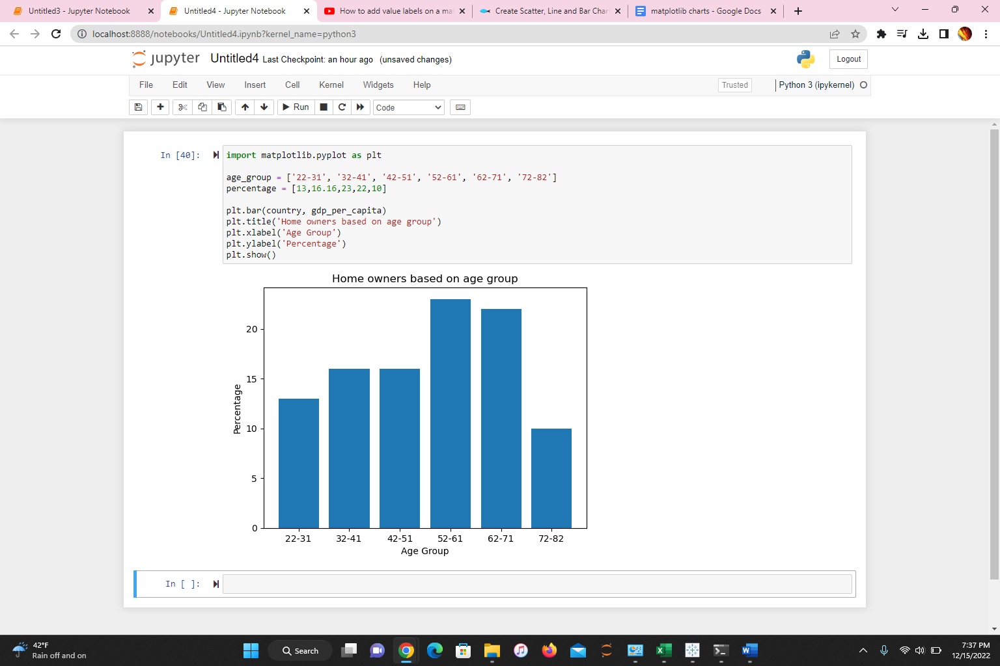 Untitled3 - Jupyter Notebook
Untitled4 - Jupyter Notebook
How to add value labels on a mat
Create Scatter, Line and Bar Char
matplotlib charts - Google Docs
localhost:8888/notebooks/Untitled4.ipynb?kernel_name=python3
jupyter Untitled4 Last Checkpoint: an hour ago (unsaved changes)
Logout
File Edit View Insert Cell Kernel Widgets Help
Trusted
Python 3 (ipykernel)
Run
Code
In [40]:
import matplotlib.pyplot as plt
age_group = ['22-31', '32-41', '42-51', '52-61', '62-71', '72-82']
percentage = [13,16.16,23,22,10]
plt.bar(country, gdp_per_capita)
plt.title('Home owners based on age group')
plt.xlabel('Age Group')
plt.ylabel('Percentage')
plt.show()
Home owners based on age group
20
15
10
5
0
Percentage
22-31 32-41 42-51 52-61 62-71 72-82
Age Group
In [ ]:
42°F
Rain off and on
Search
7:37 PM
12/15/2022